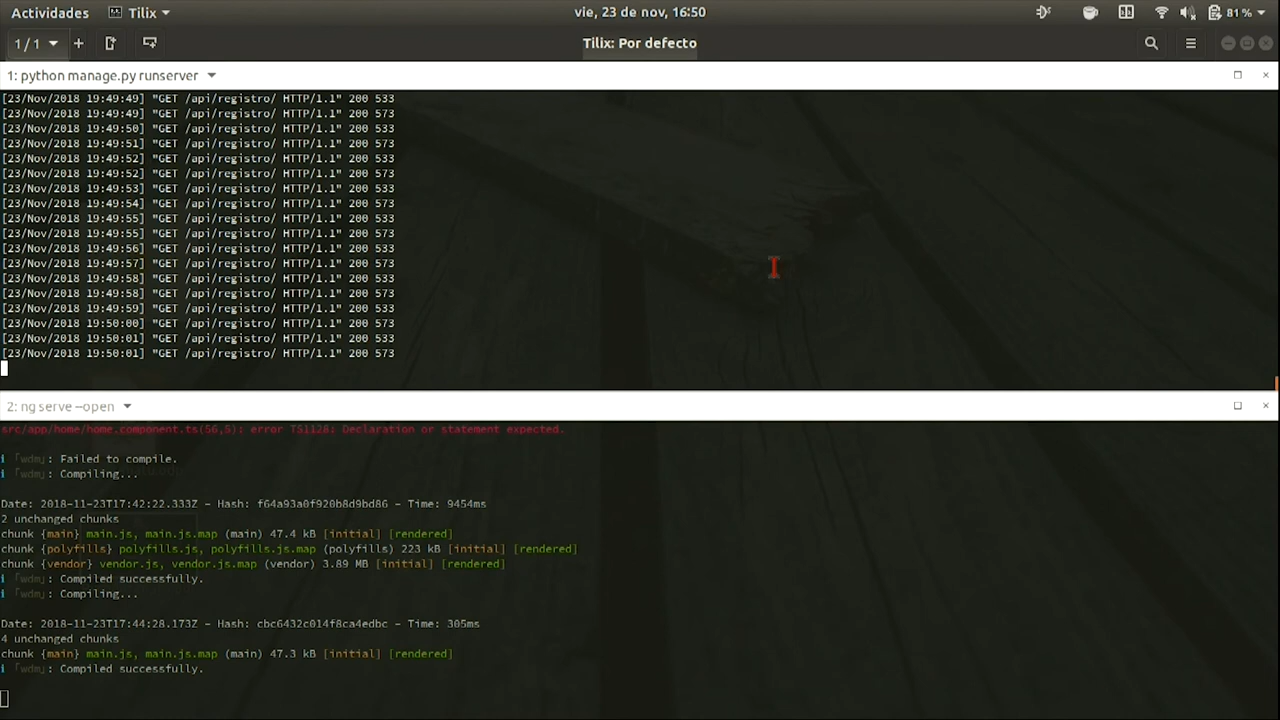 Actividades Tilix vie, 23 de nov, 16:50 81 %
1 / 1 Tilix: Por defecto
1: python manage.py runserver
[23/Nov/2018 19:49:49] "GET /api/registro/ HTTP/1.1" 200 533
[23/Nov/2018 19:49:49] "GET /api/registro/ HTTP/1.1" 200 573
[23/Nov/2018 19:49:50] "GET /api/registro/ HTTP/1.1" 200 533
[23/Nov/2018 19:49:51] "GET /api/registro/ HTTP/1.1" 200 573
[23/Nov/2018 19:49:52] "GET /api/registro/ HTTP/1.1" 200 533
[23/Nov/2018 19:49:52] "GET /api/registro/ HTTP/1.1" 200 573
[23/Nov/2018 19:49:53] "GET /api/registro/ HTTP/1.1" 200 533
[23/Nov/2018 19:49:54] "GET /api/registro/ HTTP/1.1" 200 573
[23/Nov/2018 19:49:55] "GET /api/registro/ HTTP/1.1" 200 533
[23/Nov/2018 19:49:55] "GET /api/registro/ HTTP/1.1" 200 573
[23/Nov/2018 19:49:56] "GET /api/registro/ HTTP/1.1" 200 533
[23/Nov/2018 19:49:57] "GET /api/registro/ HTTP/1.1" 200 573
[23/Nov/2018 19:49:58] "GET /api/registro/ HTTP/1.1" 200 533
[23/Nov/2018 19:49:58] "GET /api/registro/ HTTP/1.1" 200 573
[23/Nov/2018 19:49:59] "GET /api/registro/ HTTP/1.1" 200 533
[23/Nov/2018 19:50:00] "GET /api/registro/ HTTP/1.1" 200 573
[23/Nov/2018 19:50:01] "GET /api/registro/ HTTP/1.1" 200 533
[23/Nov/2018 19:50:01] "GET /api/registro/ HTTP/1.1" 200 573
2: ng serve --open
src/app/home/home.component.ts(56,5): error TS1128: Declaration or statement expected.
i ｢wdm｣: Failed to compile.
i ｢wdm｣: Compiling...
Date: 2018-11-23T17:42:22.333Z - Hash: f64a93a0f920b8d9bd86 - Time: 9454ms
2 unchanged chunks
chunk {main} main.js, main.js.map (main) 47.4 kB [initial] [rendered]
chunk {polyfills} polyfills.js, polyfills.js.map (polyfills) 223 kB [initial] [rendered]
chunk {vendor} vendor.js, vendor.js.map (vendor) 3.89 MB [initial] [rendered]
i ｢wdm｣: Compiled successfully.
i ｢wdm｣: Compiling...
Date: 2018-11-23T17:44:28.173Z - Hash: cbc6432c014f8ca4edbc - Time: 305ms
4 unchanged chunks
chunk {main} main.js, main.js.map (main) 47.3 kB [initial] [rendered]
i ｢wdm｣: Compiled successfully.